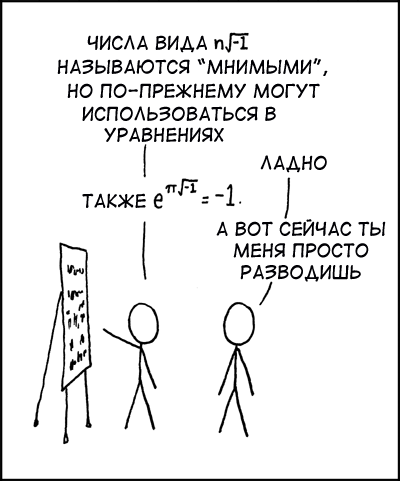 ЧИСЛА ВИДА n√-1
НАЗЫВАЮТСЯ “МНИМЫМИ”,
НО ПО-ПРЕЖНЕМУ МОГУТ
ИСПОЛЬЗОВАТЬСЯ В
УРАВНЕНИЯХ
ЛАДНО
ТАКЖЕ e^π√-1 = -1.
А ВОТ СЕЙЧАС ТЫ
МЕНЯ ПРОСТО
РАЗВОДИШЬ